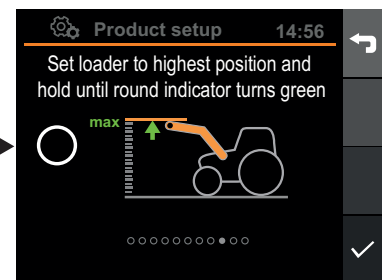 Product setup 14:56
Set loader to highest position and
hold until round indicator turns green
max